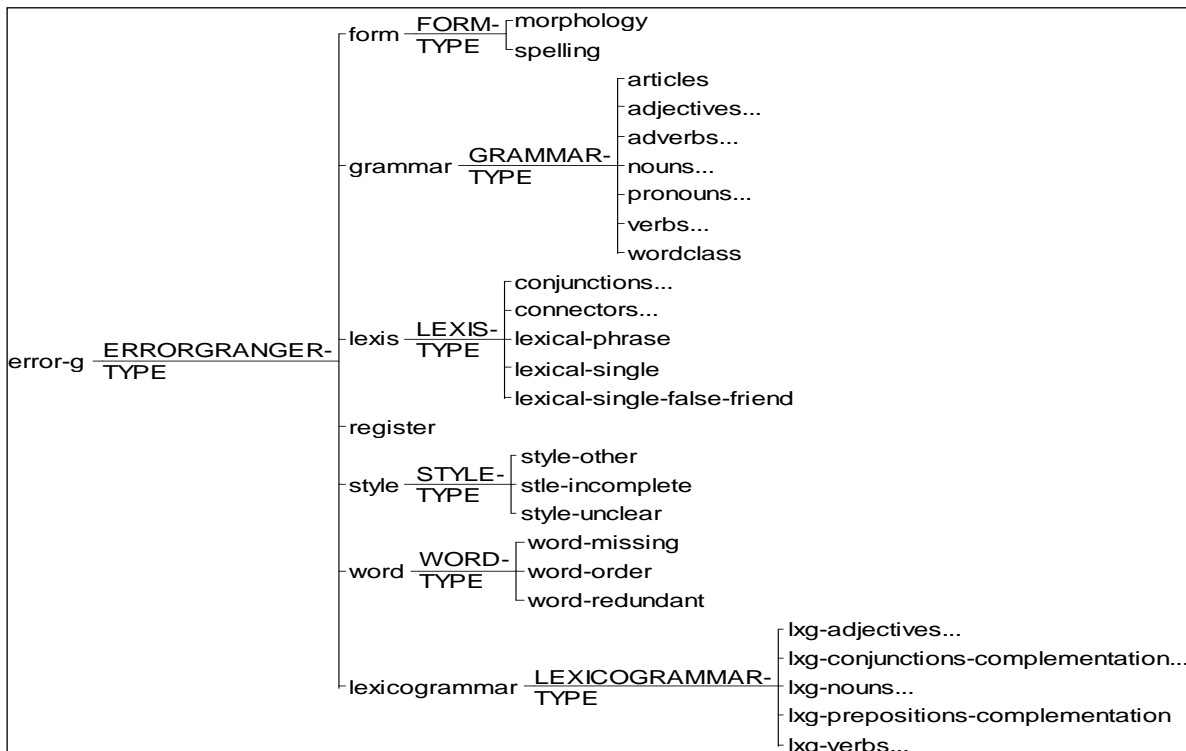 error-g
ERRORGRANGER-
TYPE
form
FORM-
TYPE
morphology
spelling
grammar
GRAMMAR-
TYPE
articles
adjectives...
adverbs...
nouns...
pronouns...
verbs...
wordclass
lexis
LEXIS-
TYPE
conjunctions...
connectors...
lexical-phrase
lexical-single
lexical-single-false-friend
register
style
STYLE-
TYPE
style-other
stle-incomplete
style-unclear
word
WORD-
TYPE
word-missing
word-order
word-redundant
lexicogrammar
LEXICOGRAMMAR-
TYPE
lxg-adjectives...
lxg-conjunctions-complementation...
lxg-nouns...
lxg-prepositions-complementation
lxg-verbs...